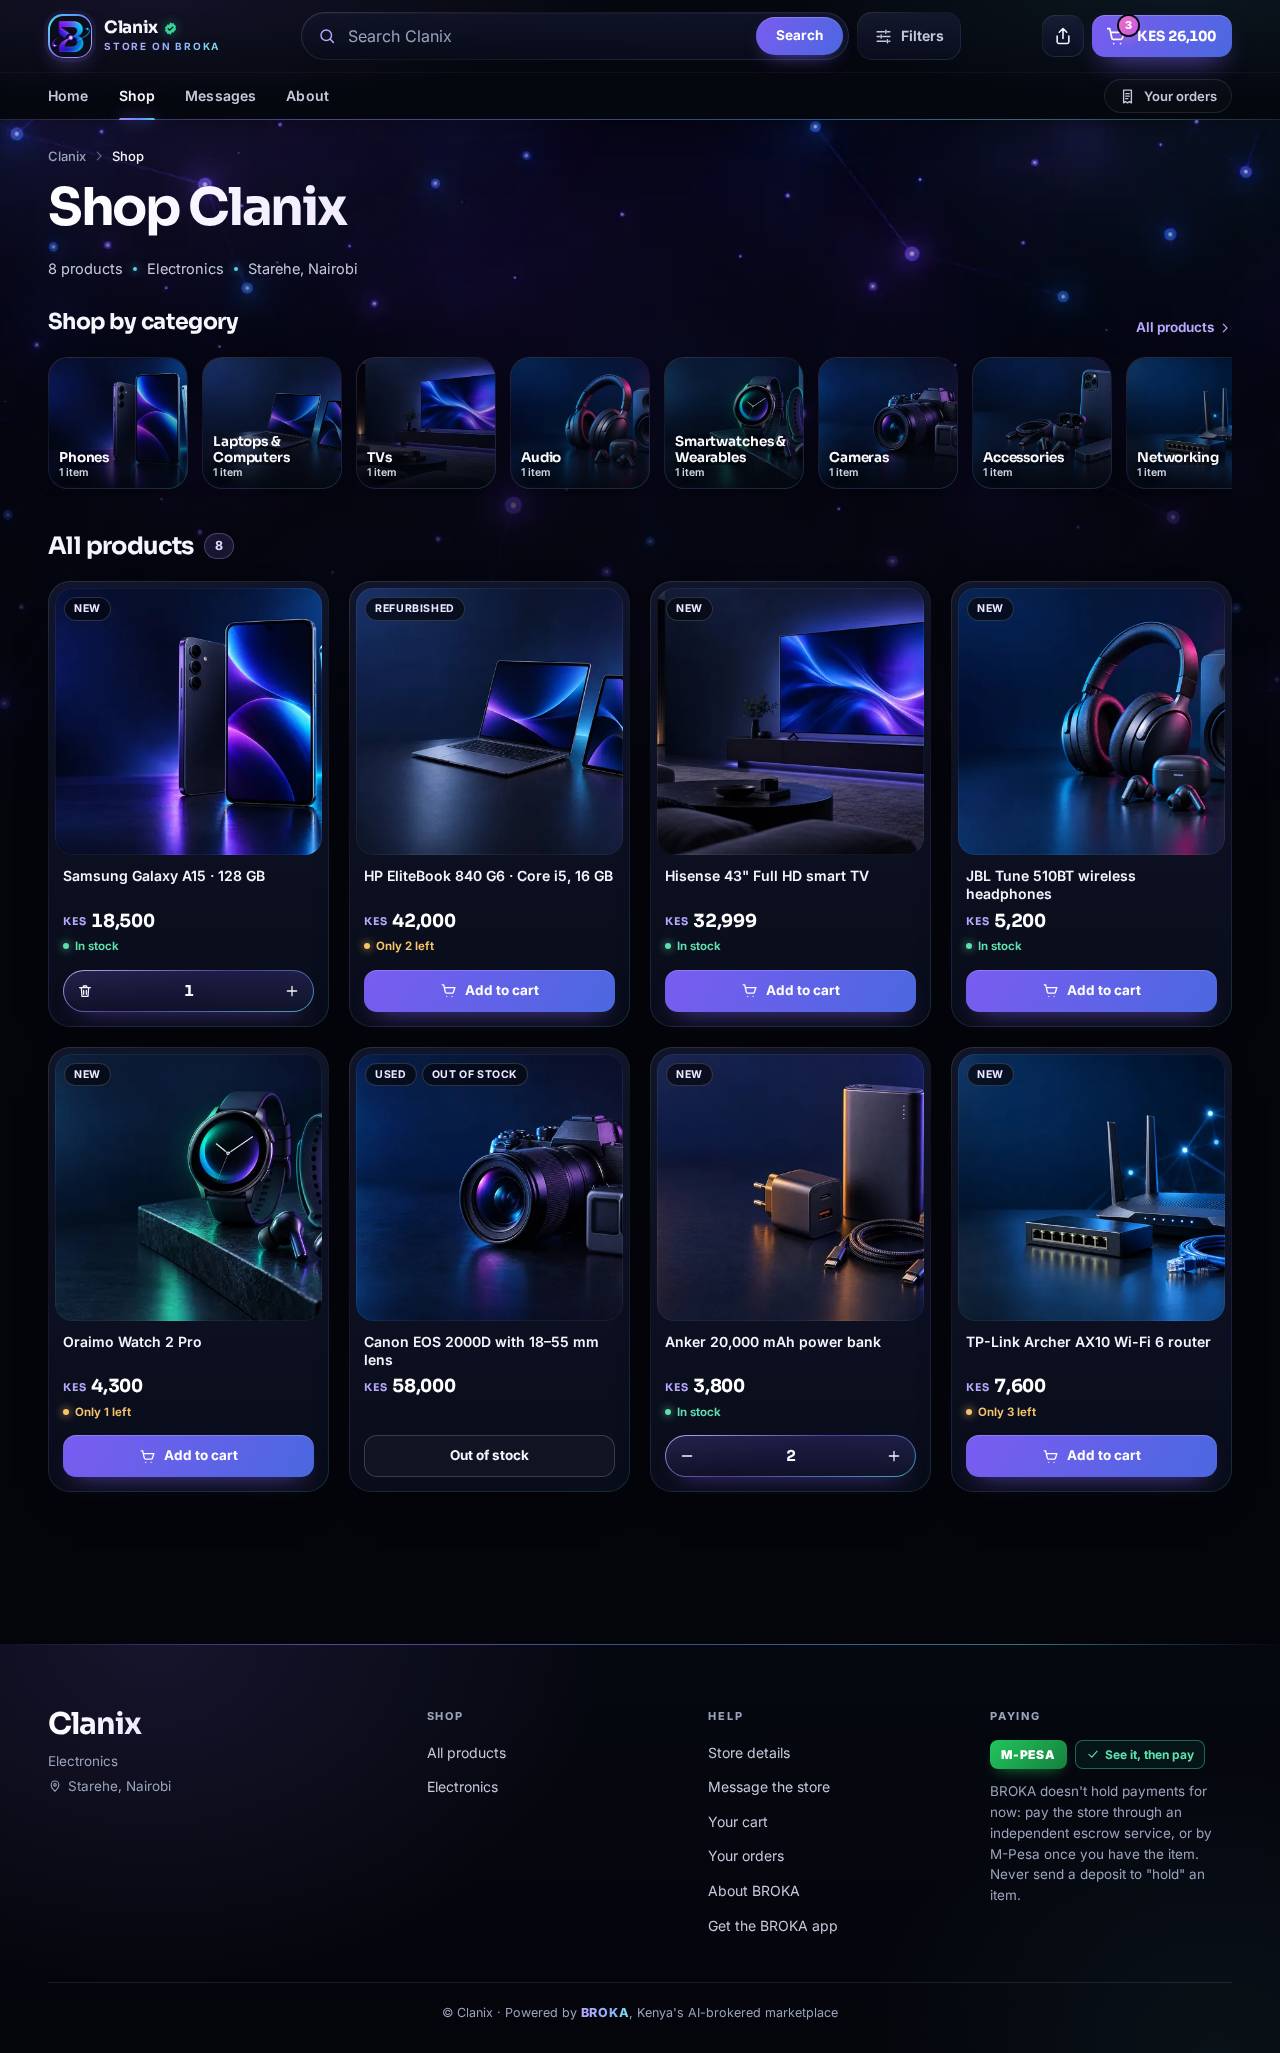 Clanix
STORE ON BROKA
Search Clanix
Search
Filters
3
KES 26,100
Home
Shop
Messages
About
Your orders
Clanix > Shop
Shop Clanix
8 products • Electronics • Starehe, Nairobi
Shop by category
All products
Phones
1 item
Laptops &
Computers
1 item
TVs
1 item
Audio
1 item
Smartwatches &
Wearables
1 item
Cameras
1 item
Accessories
1 item
Networking
1 item
All products 8
NEW
Samsung Galaxy A15 · 128 GB
KES 18,500
In stock
1
REFURBISHED
HP EliteBook 840 G6 · Core i5, 16 GB
KES 42,000
Only 2 left
Add to cart
NEW
Hisense 43" Full HD smart TV
KES 32,999
In stock
Add to cart
NEW
JBL Tune 510BT wireless
headphones
KES 5,200
In stock
Add to cart
NEW
Oraimo Watch 2 Pro
KES 4,300
Only 1 left
Add to cart
USED
OUT OF STOCK
Canon EOS 2000D with 18–55 mm
lens
KES 58,000
Out of stock
NEW
Anker 20,000 mAh power bank
KES 3,800
In stock
2
NEW
TP-Link Archer AX10 Wi-Fi 6 router
KES 7,600
Only 3 left
Add to cart
Clanix
Electronics
Starehe, Nairobi
SHOP
All products
Electronics
HELP
Store details
Message the store
Your cart
Your orders
About BROKA
Get the BROKA app
PAYING
M-PESA
See it, then pay
BROKA doesn't hold payments for
now: pay the store through an
independent escrow service, or by
M-Pesa once you have the item.
Never send a deposit to "hold" an
item.
© Clanix · Powered by BROKA, Kenya's AI-brokered marketplace